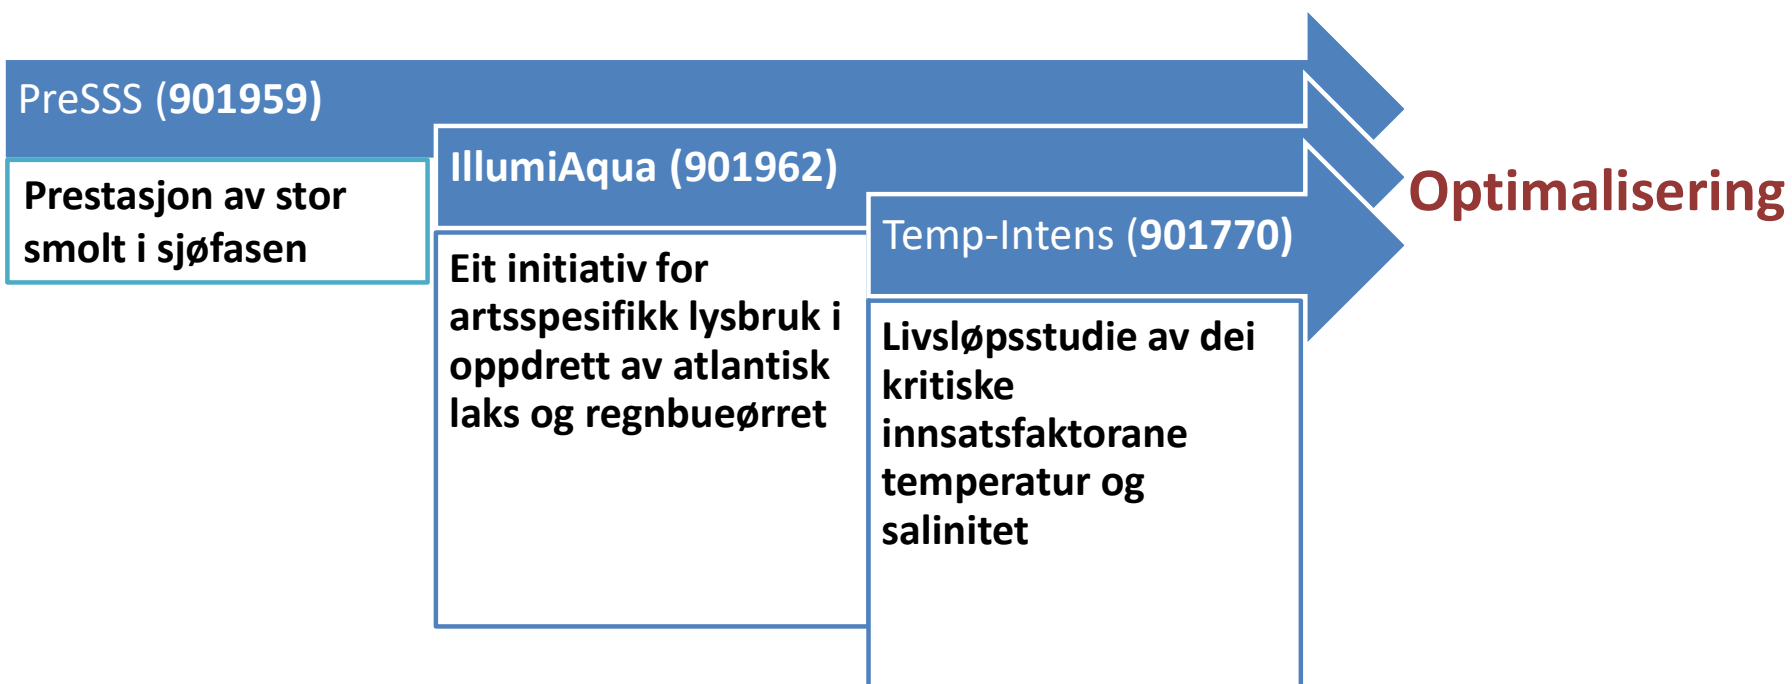 PreSSS (901959)
Prestasjon av stor
smolt i sjøfasen
IllumiAqua (901962)
Eit initiativ for
artsspesifikk lysbruk i
oppdrett av atlantisk
laks og regnbueørret
Temp-Intens (901770)
Livsløpsstudie av dei
kritiske
innsatsfaktorane
temperatur og
salinitet
Optimalisering